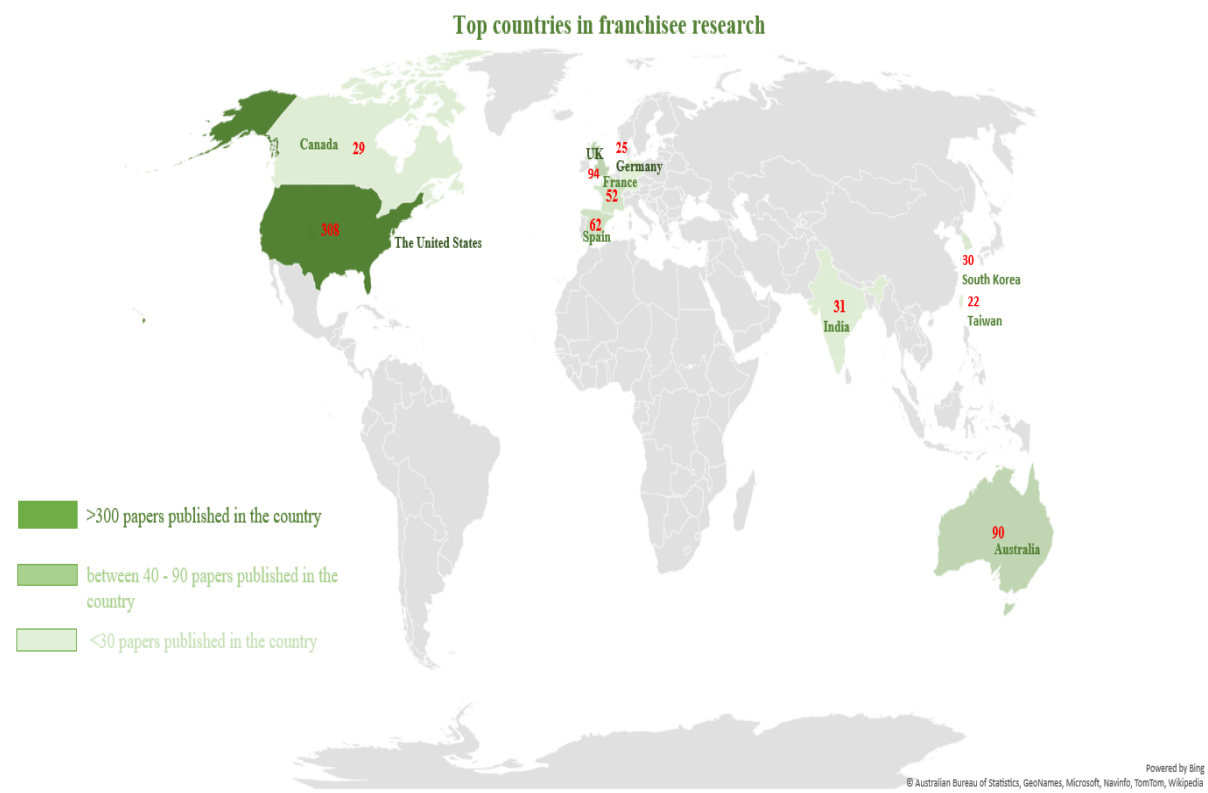 Top countries in franchisee research
Canada 29
308
The United States
UK
25
Germany
94
France
52
62
Spain
31
India
30
South Korea
22
Taiwan
90
Australia
>300 papers published in the country
between 40 - 90 papers published in the
country
<30 papers published in the country
Powered by Bing
© Australian Bureau of Statistics, GeoNames, Microsoft, Navinfo, TomTom, Wikipedia